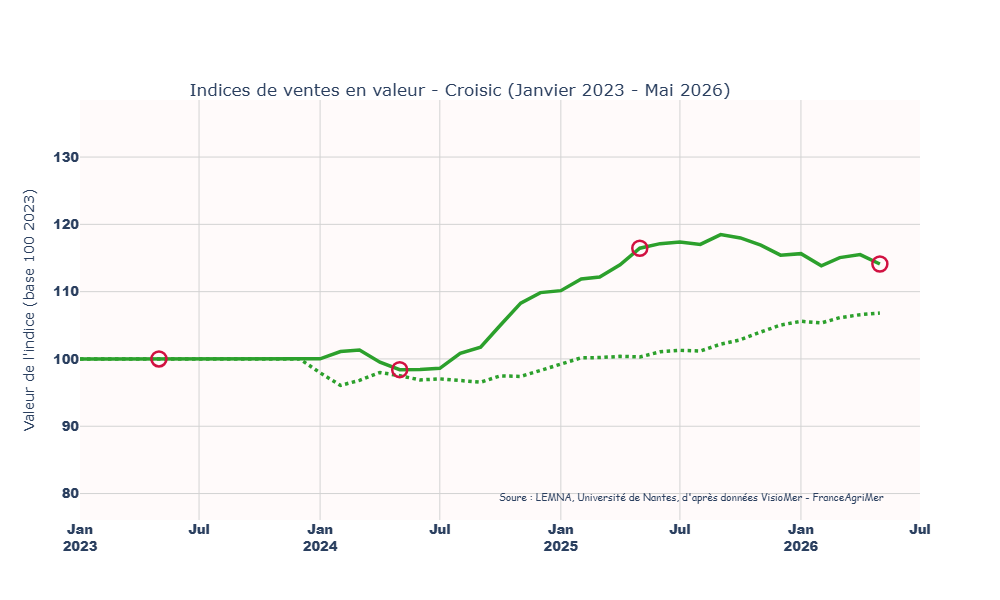 Indices de ventes en valeur - Croisic (Janvier 2023 - Mai 2026)
Valeur de l'indice (base 100 2023)
130
120
110
100
90
80
Soure : LEMNA, Université de Nantes, d'après données VisioMer - FranceAgriMer
Jan
2023
Jul
Jan
2024
Jul
Jan
2025
Jul
Jan
2026
Jul